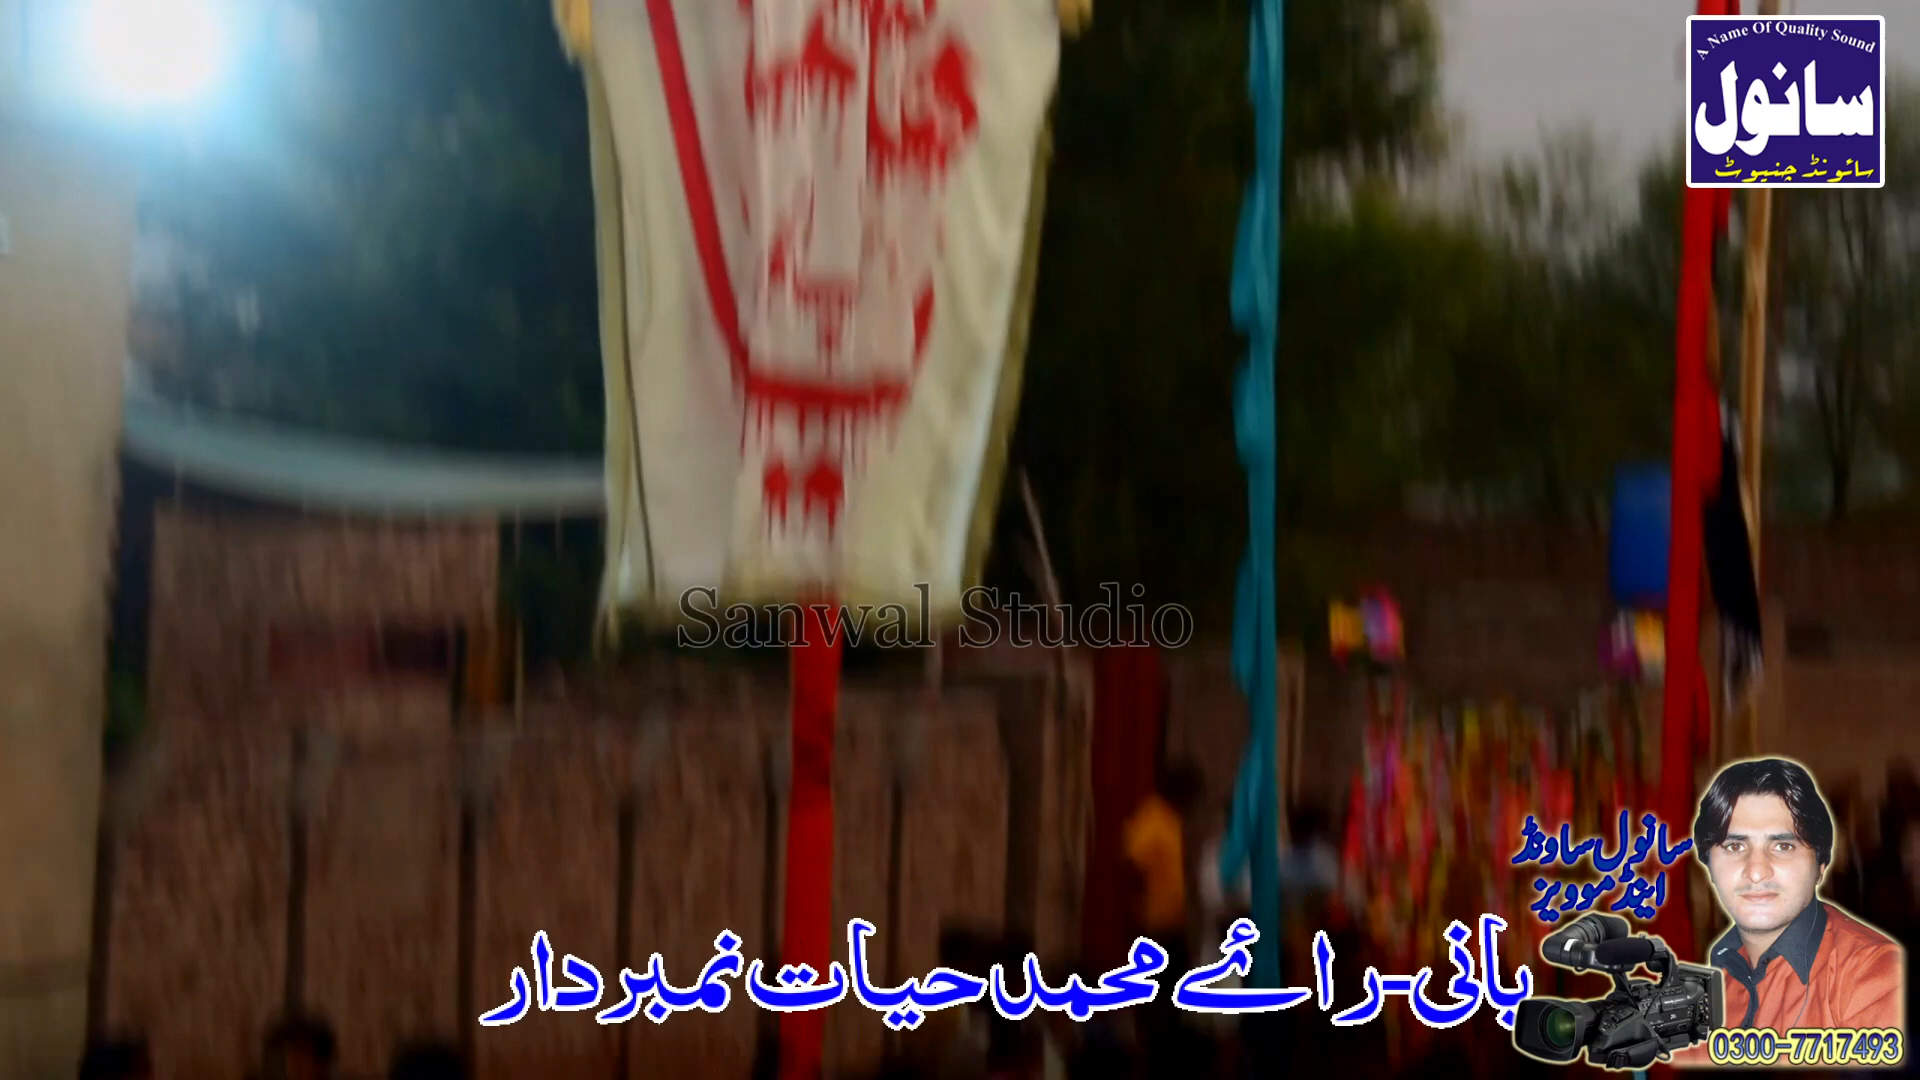 A Name Of Quality Sound
سانول
سائونڈ چنیوٹ
Sanwal Studio
سانول ساونڈ
اینڈ موویز
بانی-رائے محمد حیات نمبردار
0300-7717493